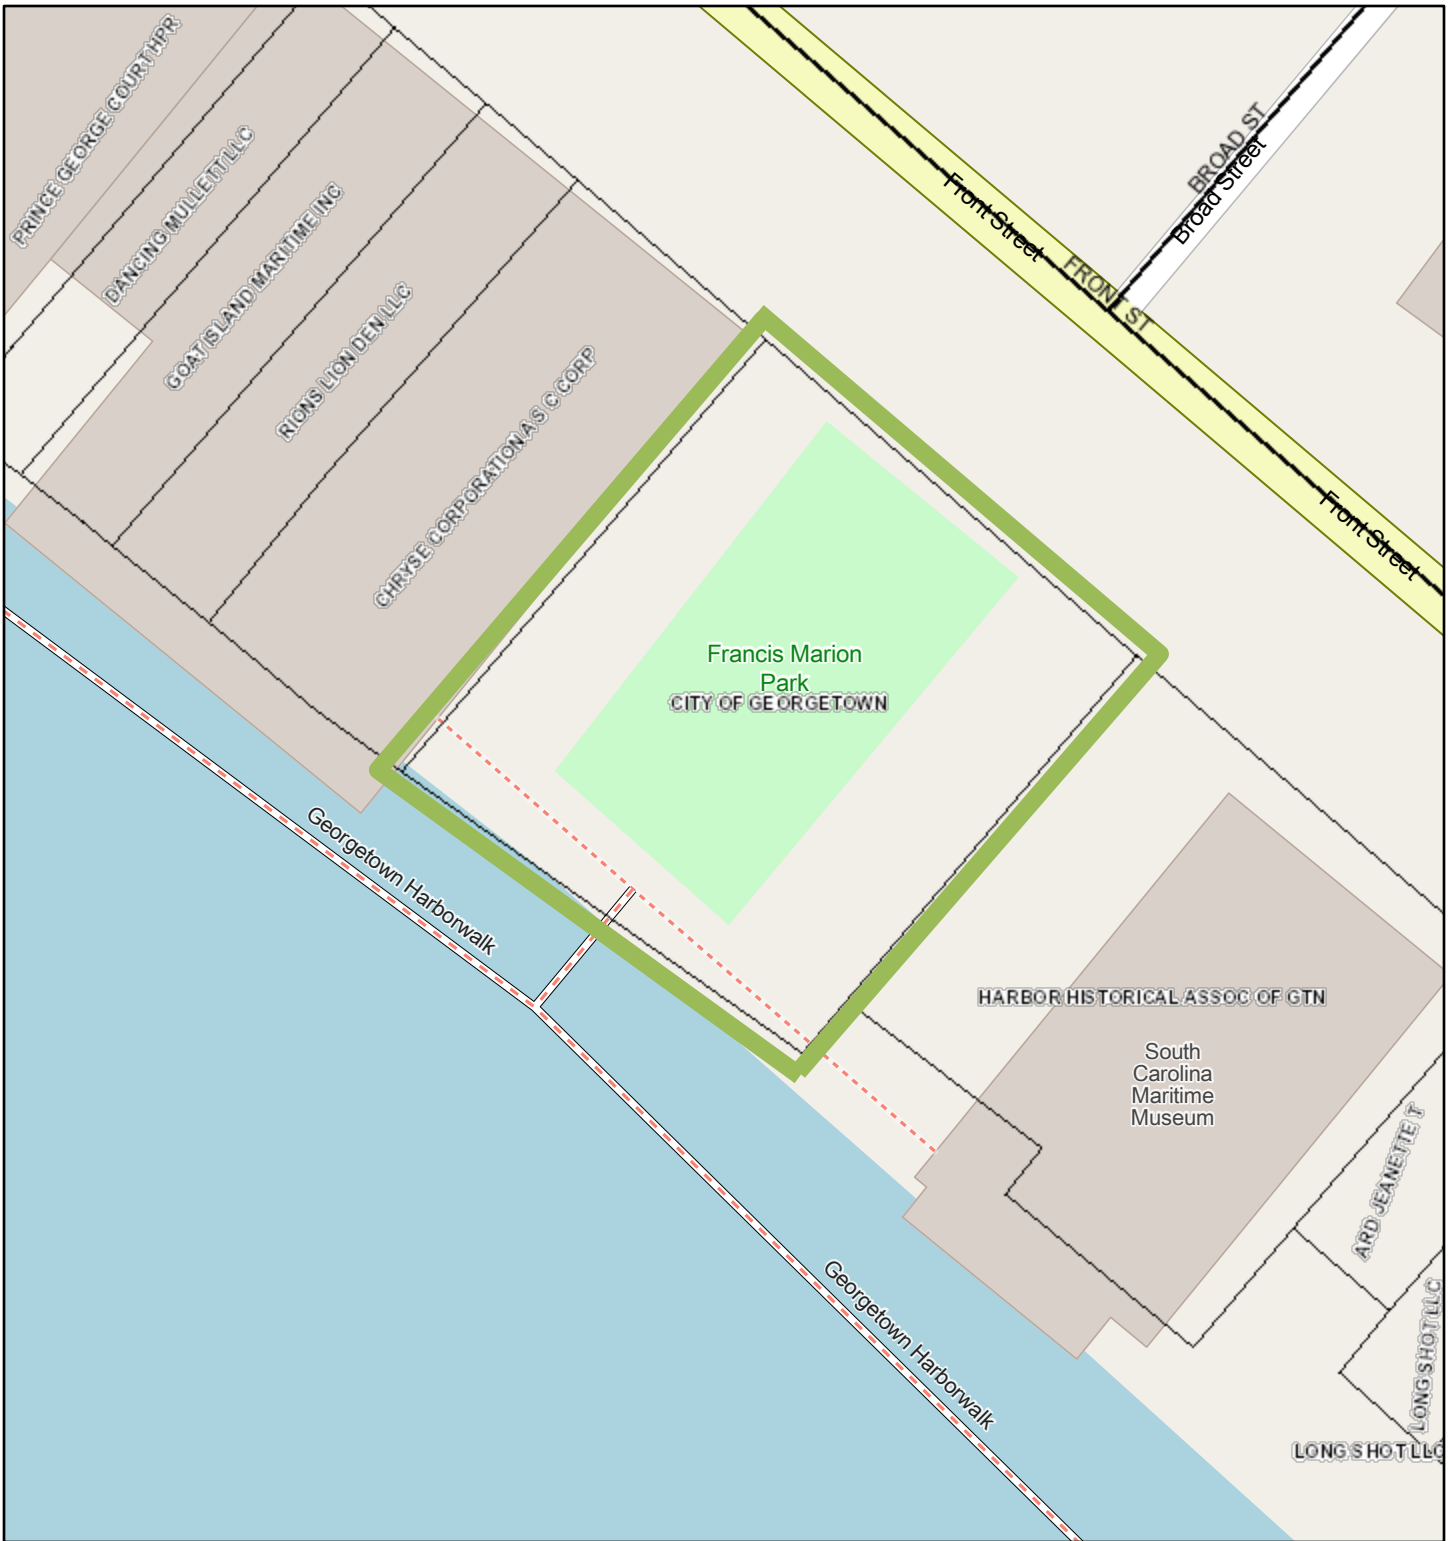 PRINCE GEORGE COURT HPR
DANCING MULLETT LLC
GOAT ISLAND MARITIME INC
RIONS LION DEN LLC
CHRYSE CORPORATION A S C CORP
BROAD ST
Broad Street
Front Street
FRONT ST
Front Street
Francis Marion
Park
CITY OF GEORGETOWN
Georgetown Harborwalk
HARBOR HISTORICAL ASSOC OF GTN
South
Carolina
Maritime
Museum
ARD JEANETTE T
Georgetown Harborwalk
LONG SHOT LLC
LONG SHOT LLC